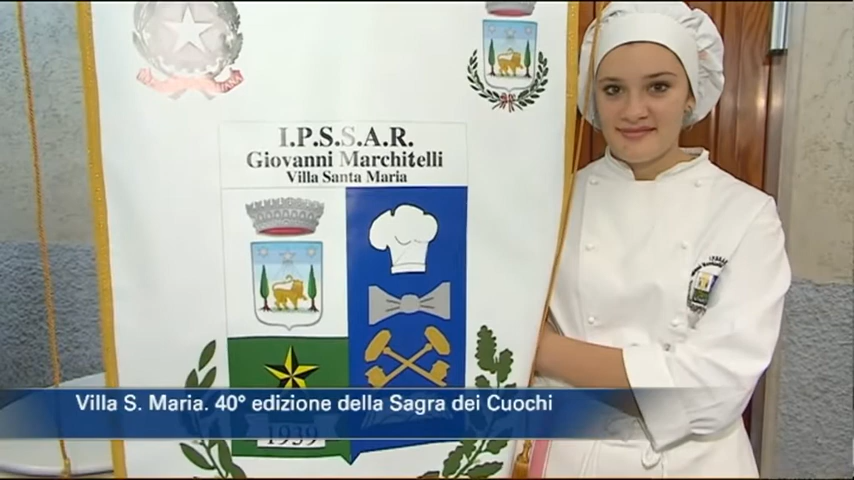 I.P.S.S.A.R.
Giovanni Marchitelli
Villa Santa Maria
Villa S. Maria. 40° edizione della Sagra dei Cuochi
1939